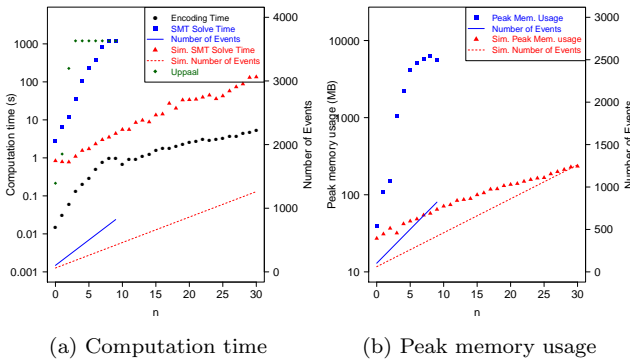 Computation time (s)
1000
100
10
1
0.1
0.01
0.001
0
5
10
15
20
25
30
n
0
1000
2000
3000
4000
Number of Events
Encoding Time
SMT Solve Time
Number of Events
Sim. SMT Solve Time
Sim. Number of Events
Uppaal
(a) Computation time
Peak memory usage (MB)
10000
1000
100
10
0
5
10
15
20
25
30
n
0
500
1000
1500
2000
2500
3000
Number of Events
Peak Mem. Usage
Number of Events
Sim Peak Mem. usage
Sim. Number of Events
(b) Peak memory usage